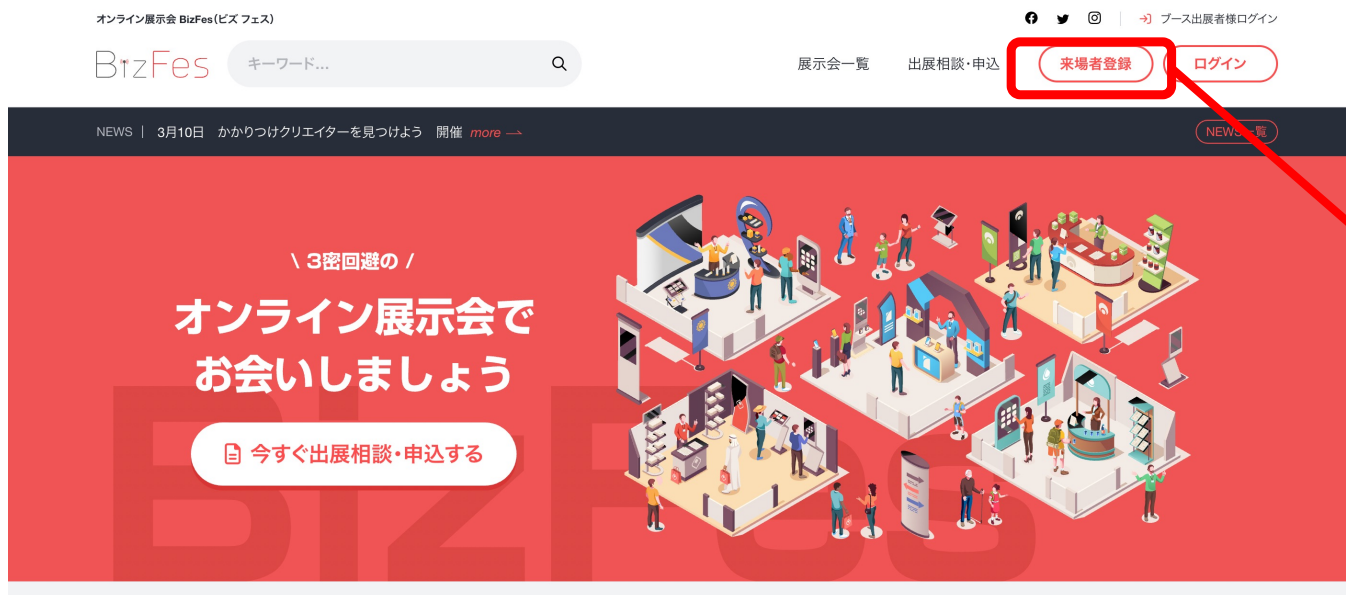 オンライン展示会 BizFes(ビズ フェス)
ブース出展者様ログイン
BizFes
キーワード...
展示会一覧
出展相談・申込
来場者登録
ログイン
NEWS | 3月10日 かかりつけクリエイターを見つけよう 開催 more
NEWS一覧
\ 3密回避の /
オンライン展示会で
お会いしましょう
今すぐ出展相談・申込する
BizFes